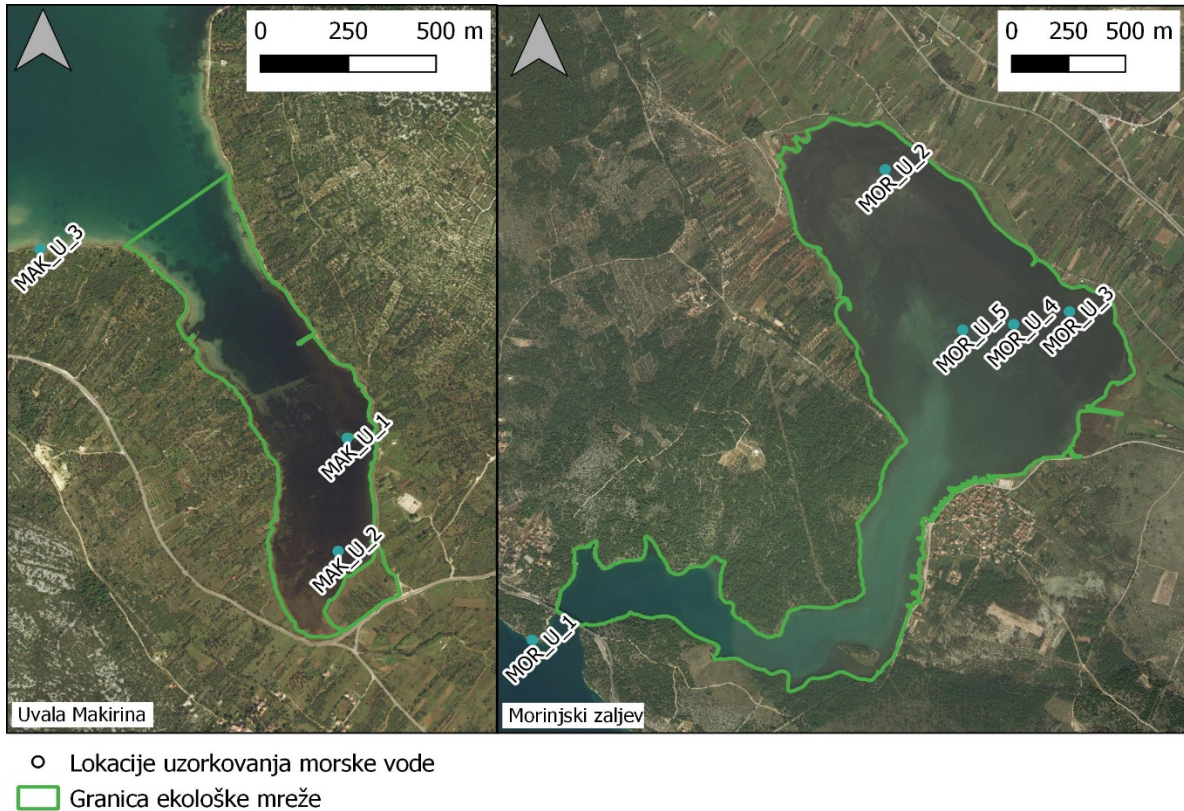 0 250 500 m
MAK_U_3
MAK_U_1
MAK_U_2
Uvala Makirina
0 250 500 m
MOR_U_2
MOR_U_5
MOR_U_4
MOR_U_3
MOR_U_1
Morinjski zaljev
Lokacije uzorkovanja morske vode
Granica ekološke mreže